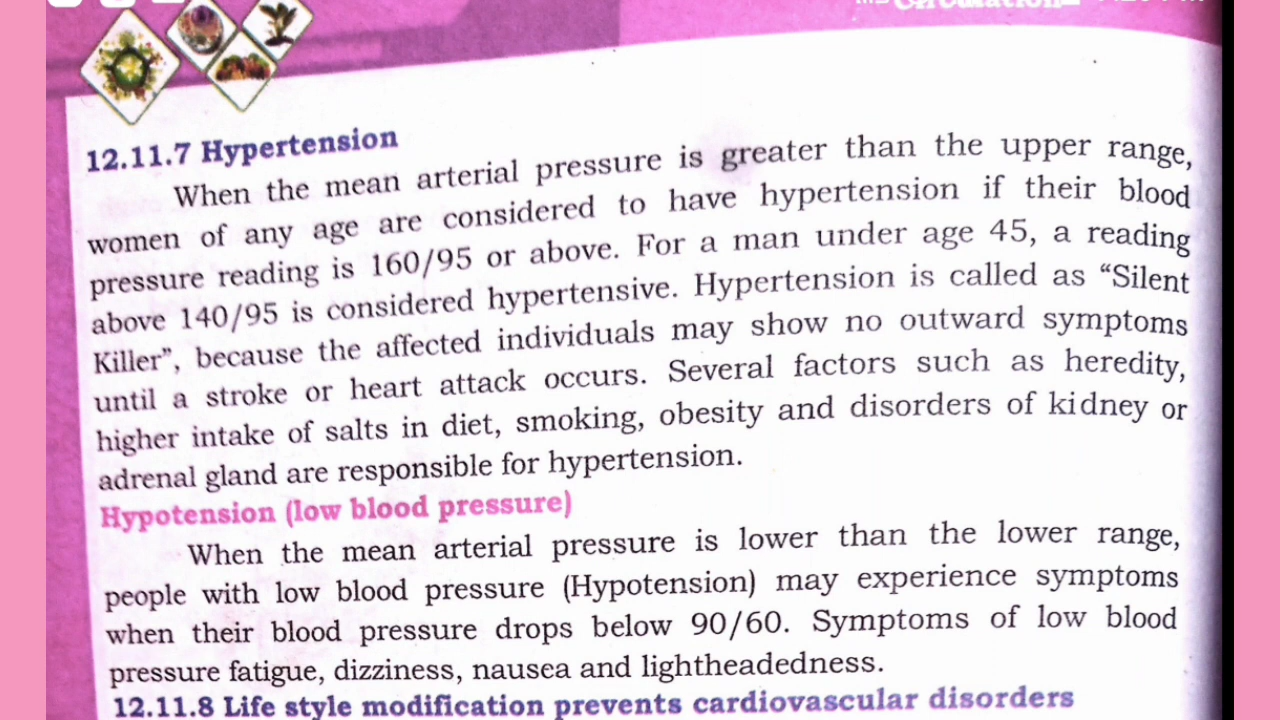 12.11.7 Hypertension
When the mean arterial pressure is greater than the upper range,
women of any age are considered to have hypertension if their blood
pressure reading is 160/95 or above. For a man under age 45, a reading
above 140/95 is considered hypertensive. Hypertension is called as “Silent
Killer”, because the affected individuals may show no outward symptoms
until a stroke or heart attack occurs. Several factors such as heredity,
higher intake of salts in diet, smoking, obesity and disorders of kidney or
adrenal gland are responsible for hypertension.
Hypotension (low blood pressure)
When the mean arterial pressure is lower than the lower range,
people with low blood pressure (Hypotension) may experience symptoms
when their blood pressure drops below 90/60. Symptoms of low blood
pressure fatigue, dizziness, nausea and lightheadedness.
12.11.8 Life style modification prevents cardiovascular disorders